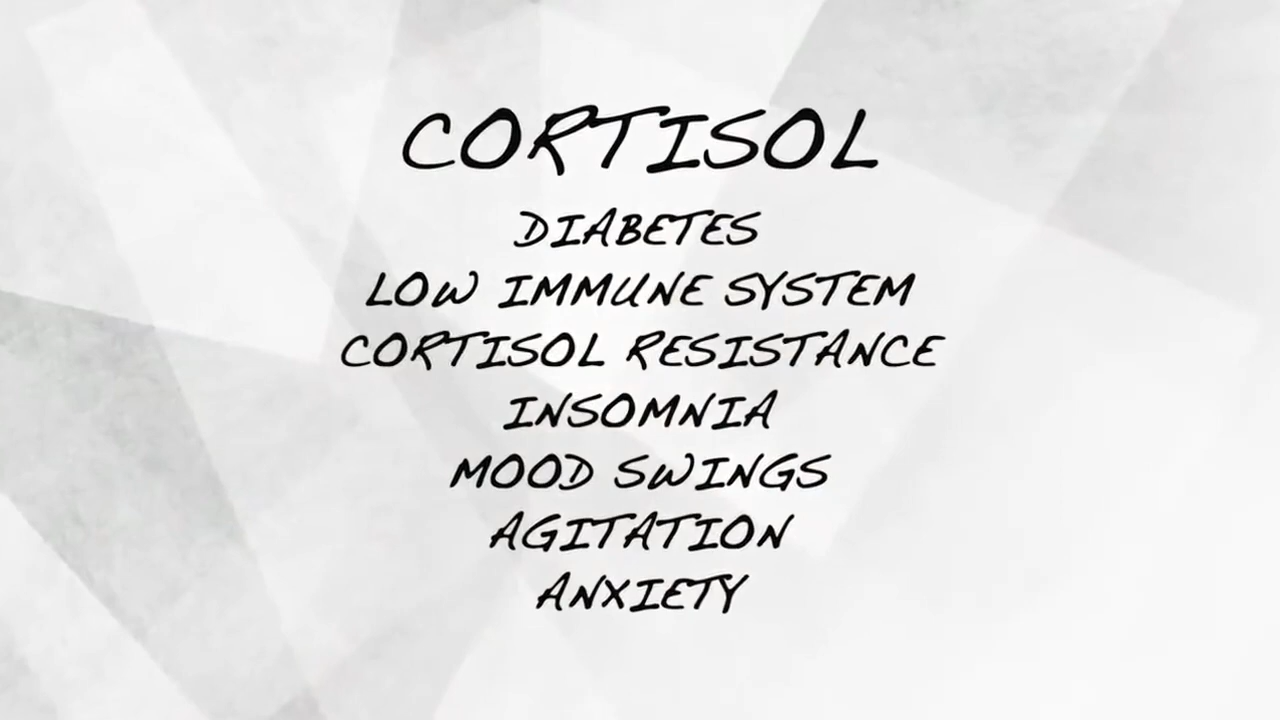 CORTISOL
DIABETES
LOW IMMUNE SYSTEM
CORTISOL RESISTANCE
INSOMNIA
MOOD SWINGS
AGITATION
ANXIETY